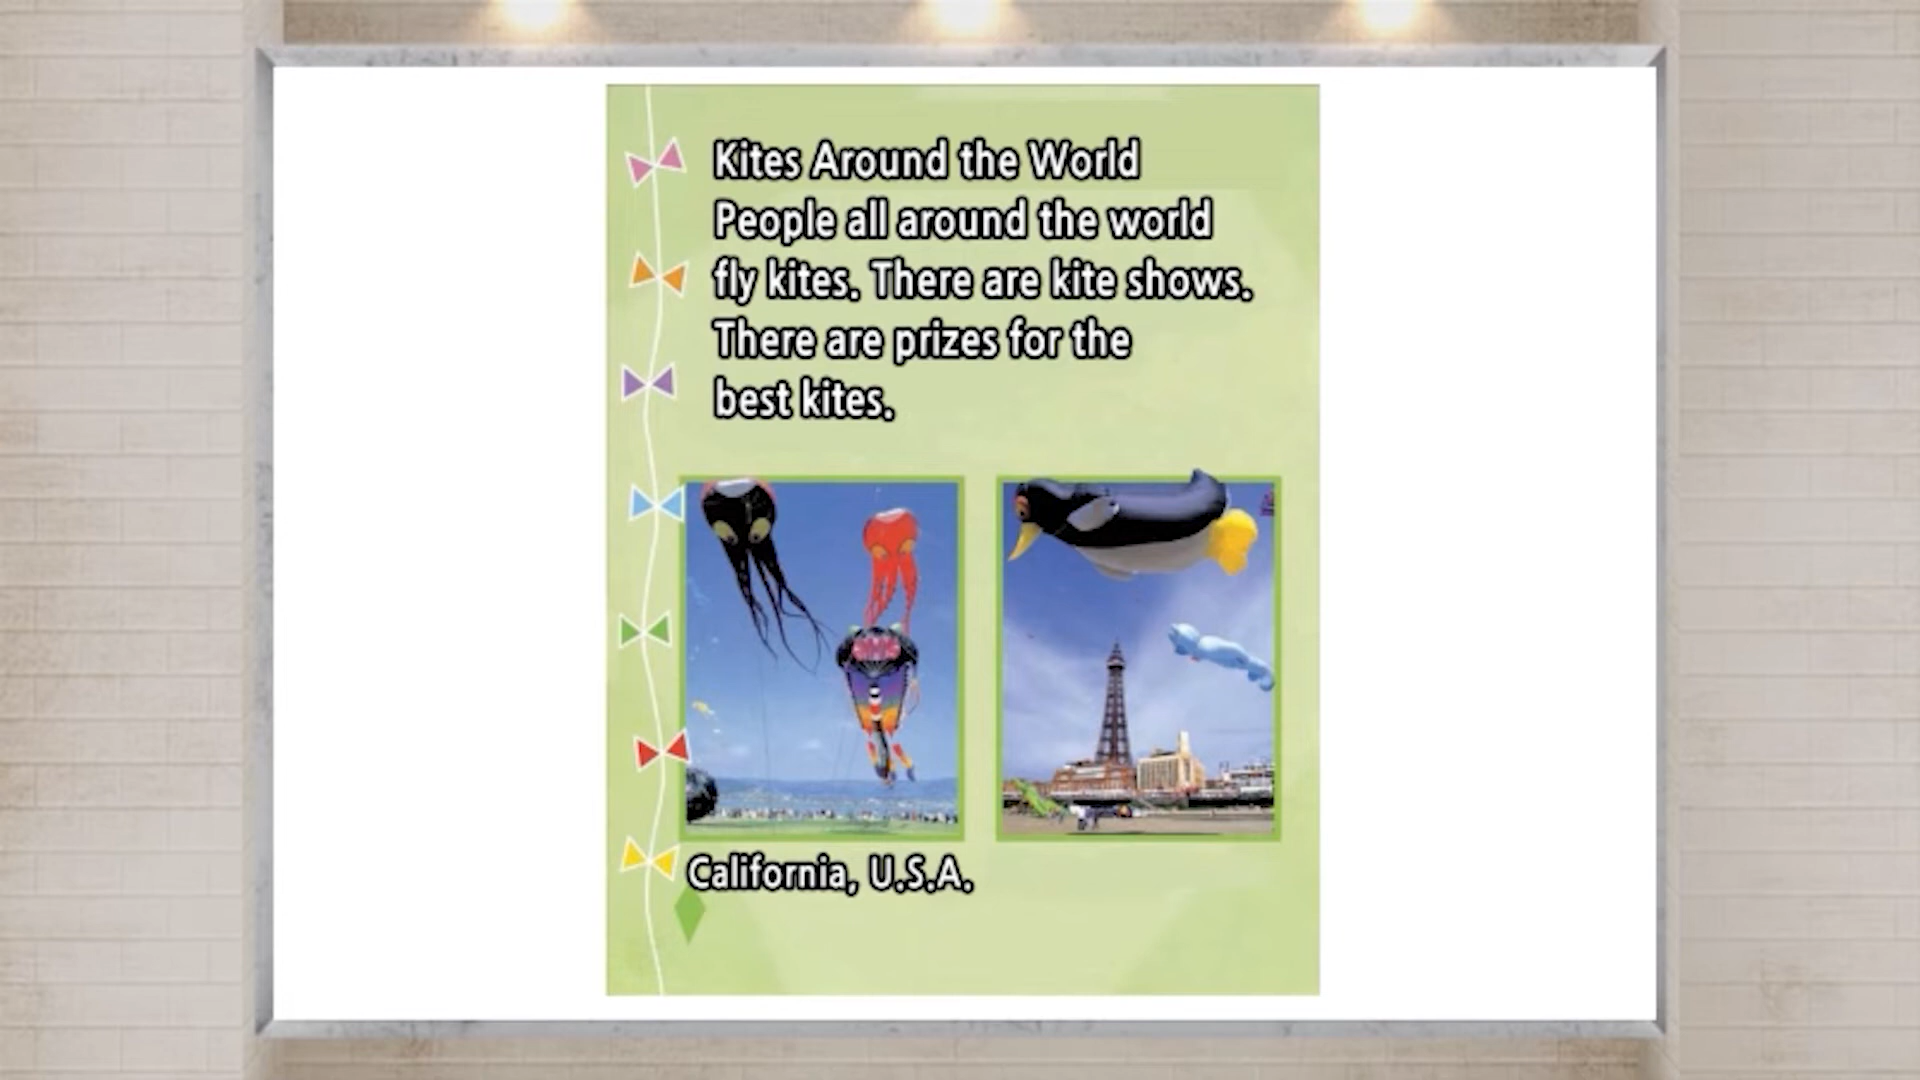 Kites Around the World
People all around the world
fly kites. There are kite shows.
There are prizes for the
best kites.
California, U.S.A.